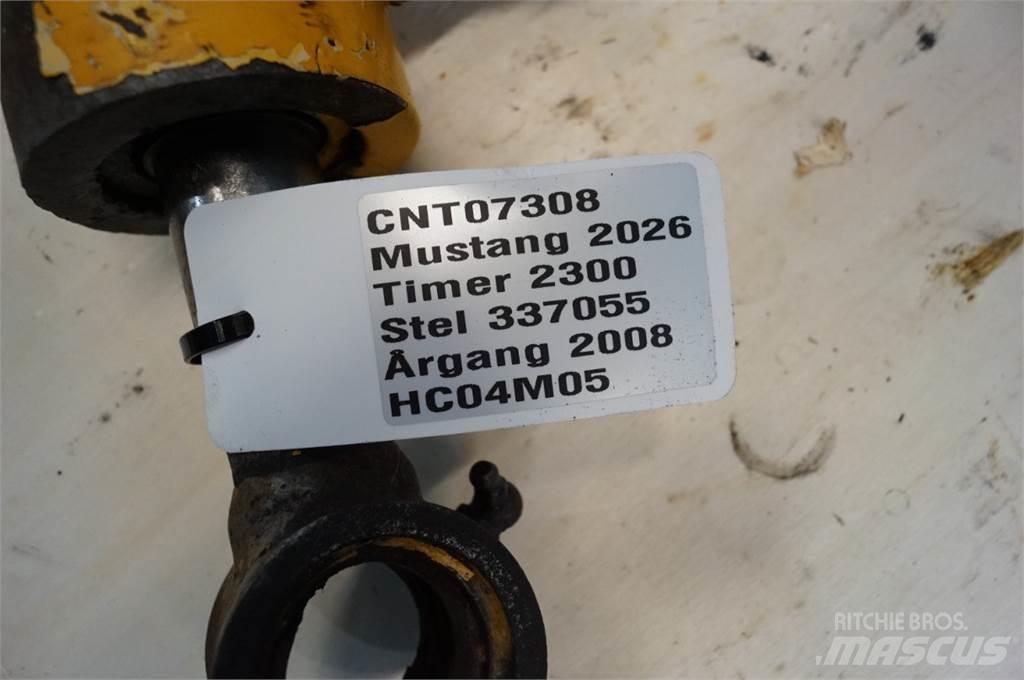 CNT07308
Mustang 2026
Timer 2300
Stel 337055
Årgang 2008
HC04M05
RITCHIE BROS.
MASCUS